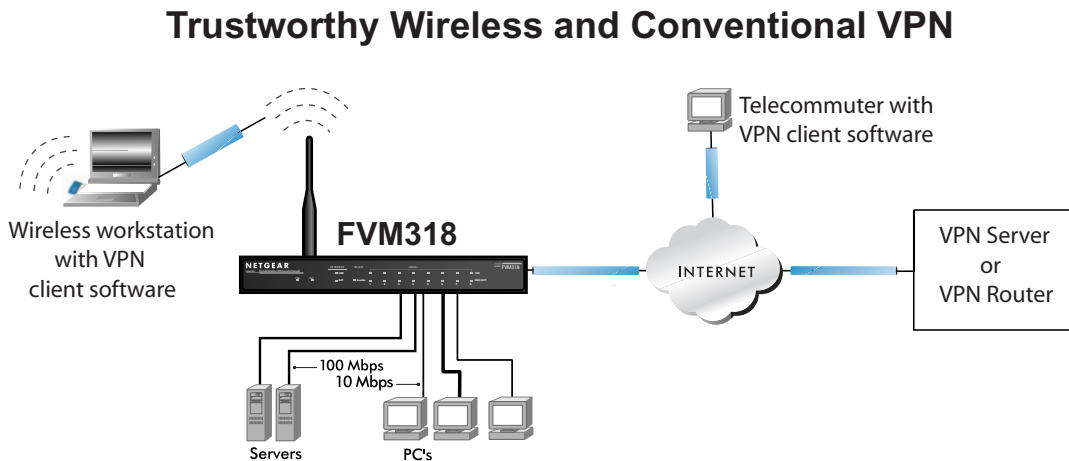 Trustworthy Wireless and Conventional VPN
Telecommuter with
VPN client software
Wireless workstation
with VPN
client software
FVM318
NETGEAR
FVM318
INTERNET
VPN Server
or
VPN Router
100 Mbps
10 Mbps
Servers
PC's